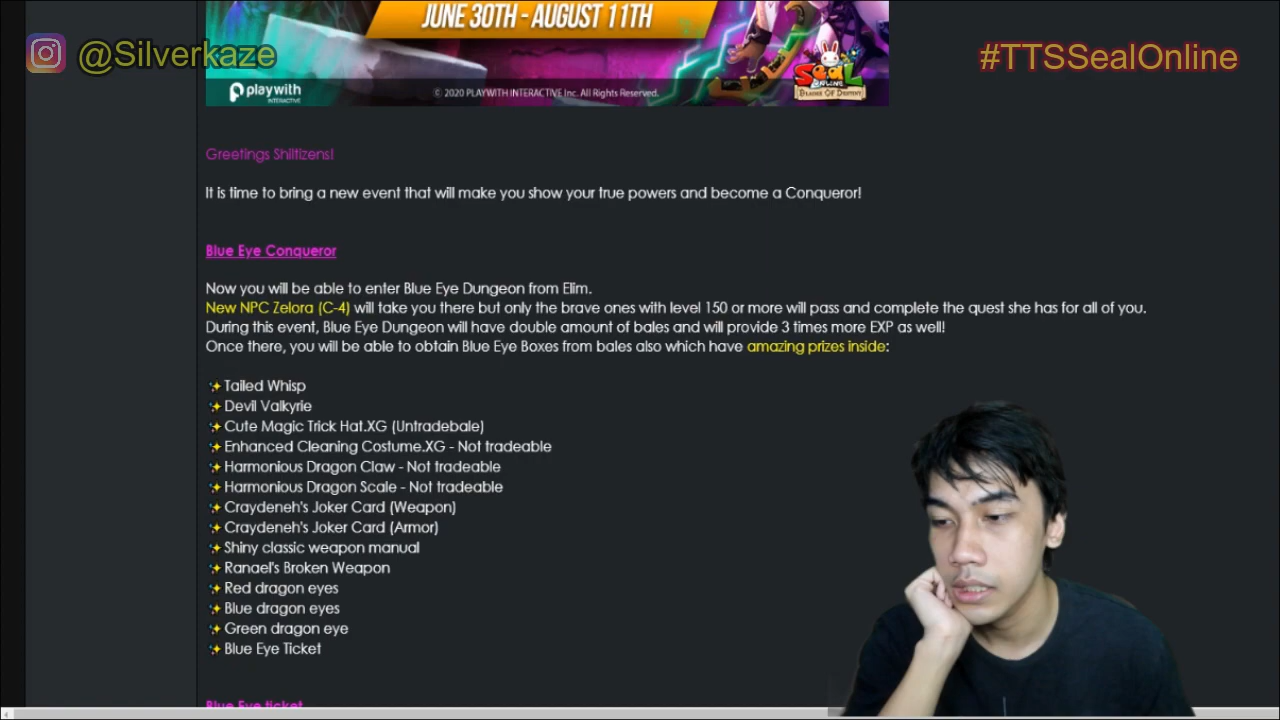 JUNE 30TH - AUGUST 11TH
@Silverkaze
#TTSSealOnline
SEAL
ONLINE
BLADES OF DESTINY
playwith
INTERACTIVE
© 2020 PLAYWITH INTERACTIVE Inc. All Rights Reserved.
Greetings Shiltizens!
It is time to bring a new event that will make you show your true powers and become a Conqueror!
Blue Eye Conqueror
Now you will be able to enter Blue Eye Dungeon from Elim.
New NPC Zelora (C-4) will take you there but only the brave ones with level 150 or more will pass and complete the quest she has for all of you.
During this event, Blue Eye Dungeon will have double amount of bales and will provide 3 times more EXP as well!
Once there, you will be able to obtain Blue Eye Boxes from bales also which have amazing prizes inside:
Tailed Whisp
Devil Valkyrie
Cute Magic Trick Hat.XG (Untradebale)
Enhanced Cleaning Costume.XG - Not tradeable
Harmonious Dragon Claw - Not tradeable
Harmonious Dragon Scale - Not tradeable
Craydeneh's Joker Card (Weapon)
Craydeneh's Joker Card (Armor)
Shiny classic weapon manual
Ranael's Broken Weapon
Red dragon eyes
Blue dragon eyes
Green dragon eye
Blue Eye Ticket
Blue Eye ticket